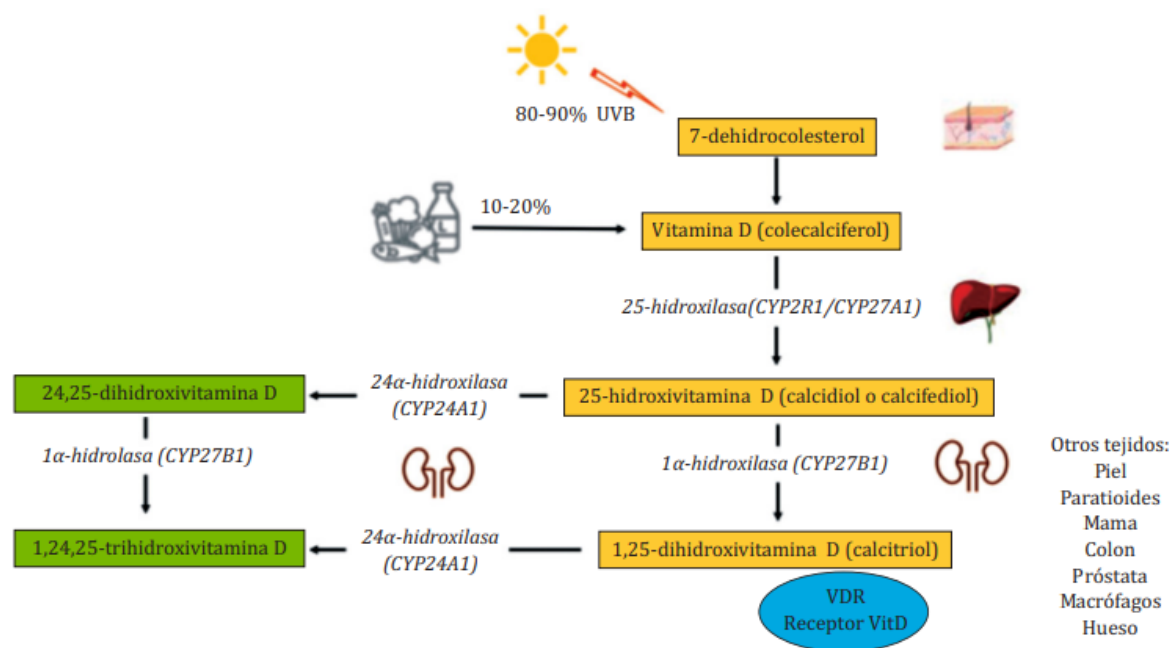 80-90% UVB
7-dehidrocolesterol
10-20%
Vitamina D (colecalciferol)
25-hidroxilasa(CYP2R1/CYP27A1)
24,25-dihidroxivitamina D
24α-hidroxilasa
(CYP24A1)
25-hidroxivitamina D (calcidiol o calcifediol)
1α-hidrolasa (CYP27B1)
1α-hidroxilasa (CYP27B1)
1,24,25-trihidroxivitamina D
24α-hidroxilasa
(CYP24A1)
1,25-dihidroxivitamina D (calcitriol)
VDR
Receptor VitD
Otros tejidos:
Piel
Paratioides
Mama
Colon
Próstata
Macrófagos
Hueso
L